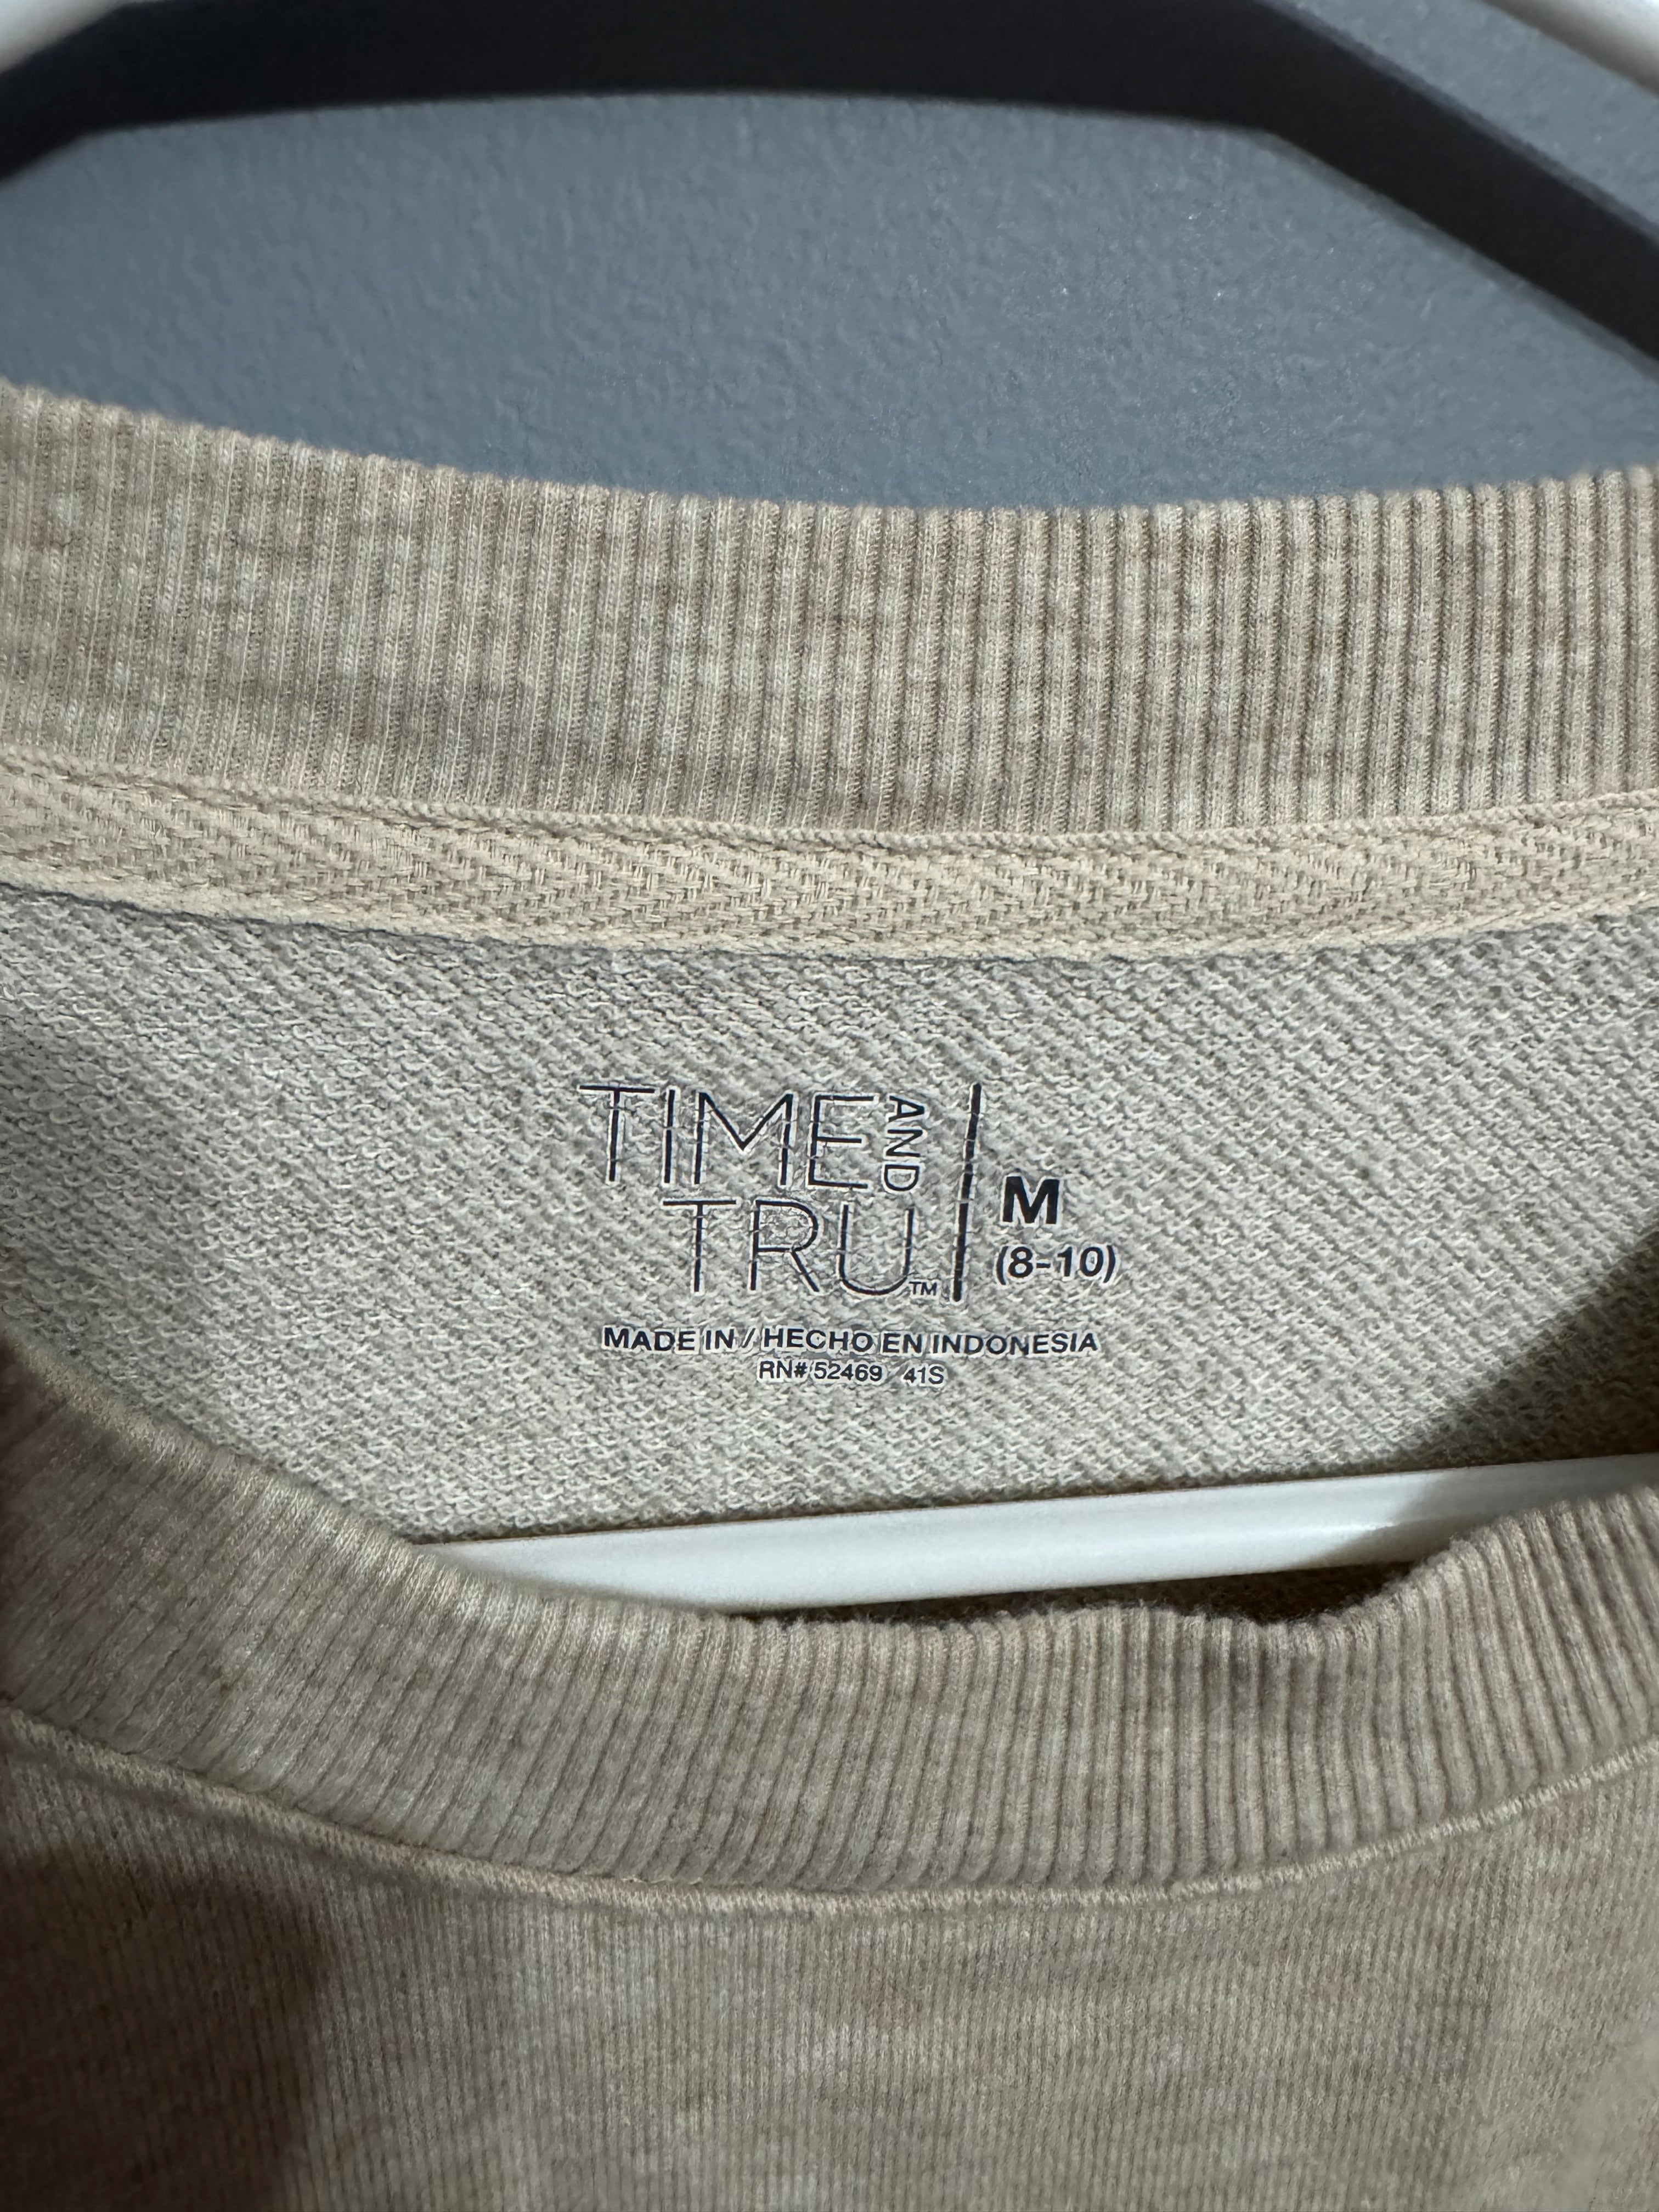 TIME AND
TRU™
M
(8-10)
MADE IN / HECHO EN INDONESIA
RN# 52469 41S